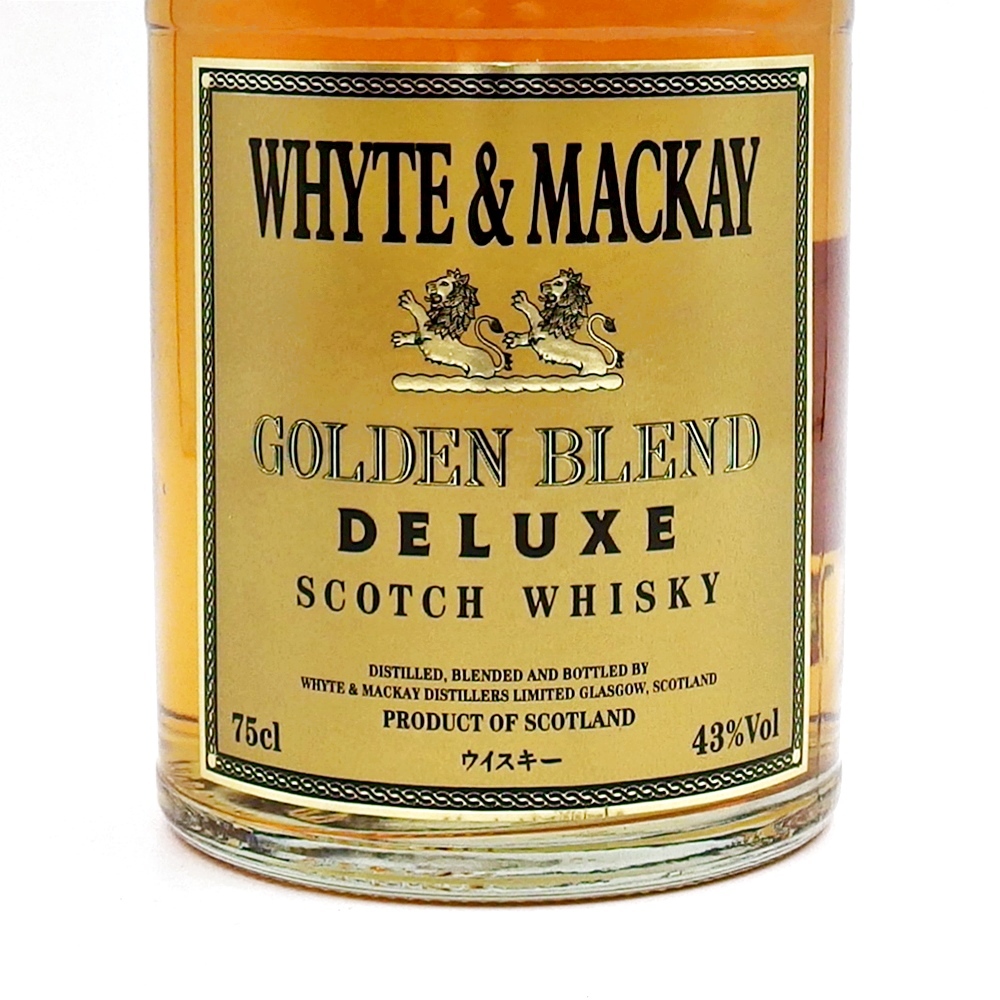 WHYTE & MACKAY
GOLDEN BLEND
DELUXE
SCOTCH WHISKY
DISTILLED, BLENDED AND BOTTLED BY
WHYTE & MACKAY DISTILLERS LIMITED GLASGOW, SCOTLAND
PRODUCT OF SCOTLAND
75cl
43%Vol
ウイスキー